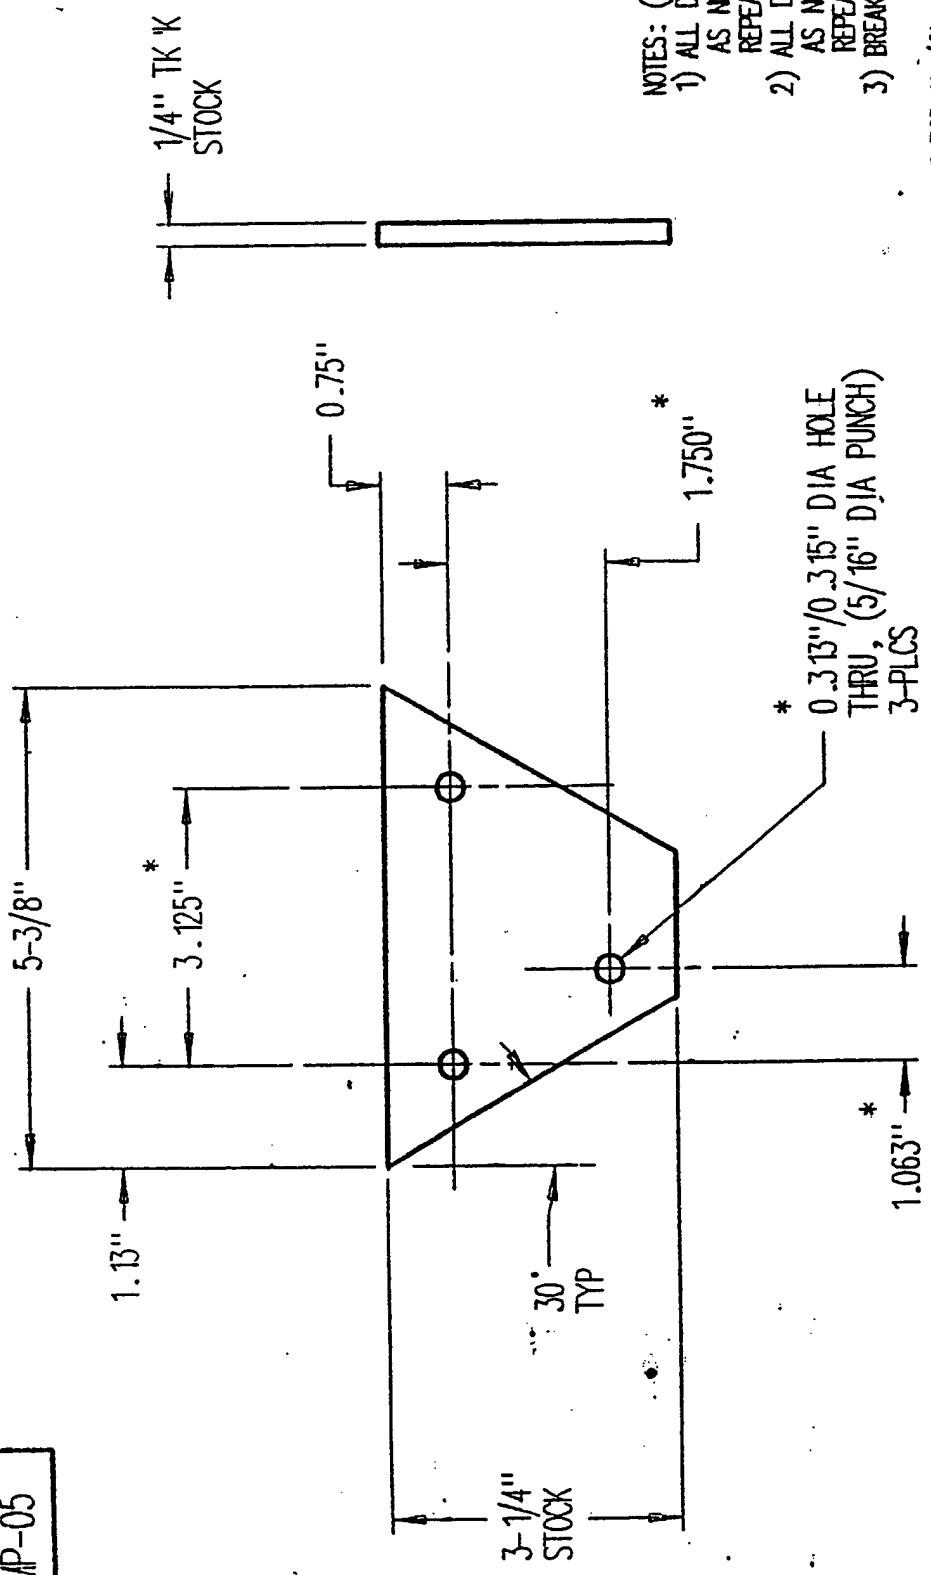 MP-05
5-3/8"
3.125" *
1.13"
0.75"
1/4" TK 'K
STOCK
1.750" *
* 0.313"/0.315" DIA HOLE
THRU, (5/16" DIA PUNCH)
3-PLCS
30°
TYP
3-1/4"
STOCK
1.063" *
NOTES: (
1) ALL D
AS N
REPEA
2) ALL D
AS N
REPEA
3) BREAK